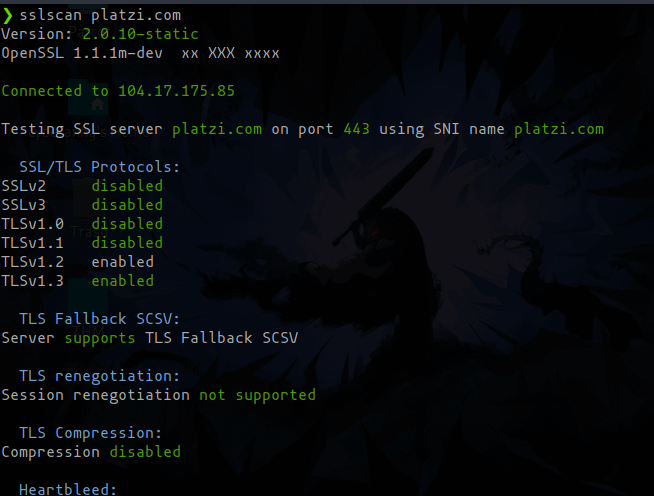 ❯ sslscan platzi.com
Version: 2.0.10-static
OpenSSL 1.1.1m-dev xx XXX xxxx
Connected to 104.17.175.85
Testing SSL server platzi.com on port 443 using SNI name platzi.com
SSL/TLS Protocols:
SSLv2 disabled
SSLv3 disabled
TLSv1.0 disabled
TLSv1.1 disabled
TLSv1.2 enabled
TLSv1.3 enabled
TLS Fallback SCSV:
Server supports TLS Fallback SCSV
TLS renegotiation:
Session renegotiation not supported
TLS Compression:
Compression disabled
Heartbleed: